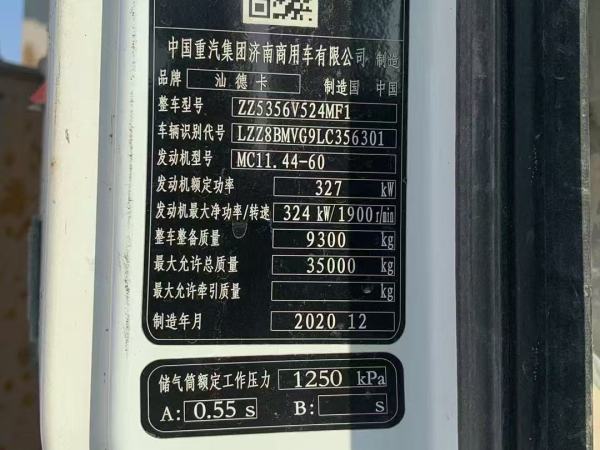 中国重汽集团济南商用车有限公司 制造
品牌 汕德卡 制造国 中国
整车型号 ZZ5356V524MF1
车辆识别代号 LZZ8BMVG9LC356301
发动机型号 MC11.44-60
发动机额定功率 327 kW
发动机最大净功率/转速 324 kW/1900 r/min
整车整备质量 9300 kg
最大允许总质量 35000 kg
最大允许牵引质量 kg
制造年月 2020 12
储气筒额定工作压力 1250 kPa
A: 0.55 s B: s